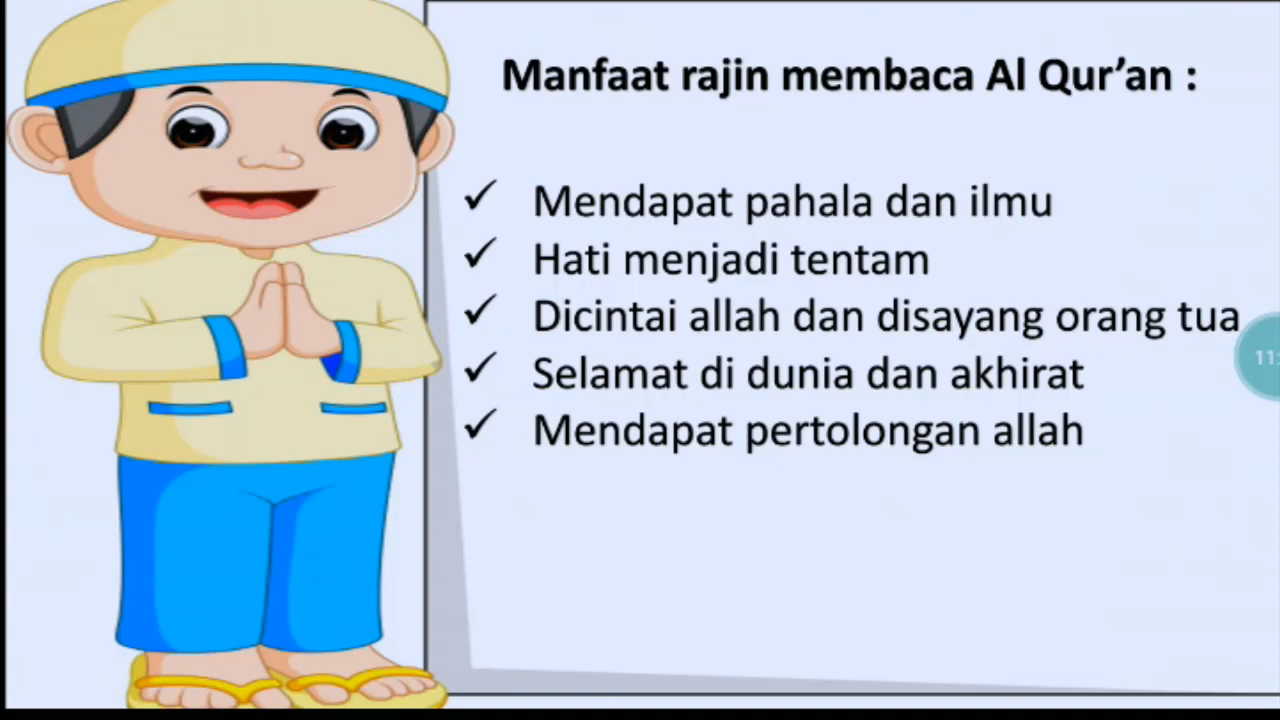 Manfaat rajin membaca Al Qur’an :
✓ Mendapat pahala dan ilmu
✓ Hati menjadi tentam
✓ Dicintai allah dan disayang orang tua
✓ Selamat di dunia dan akhirat
✓ Mendapat pertolongan allah